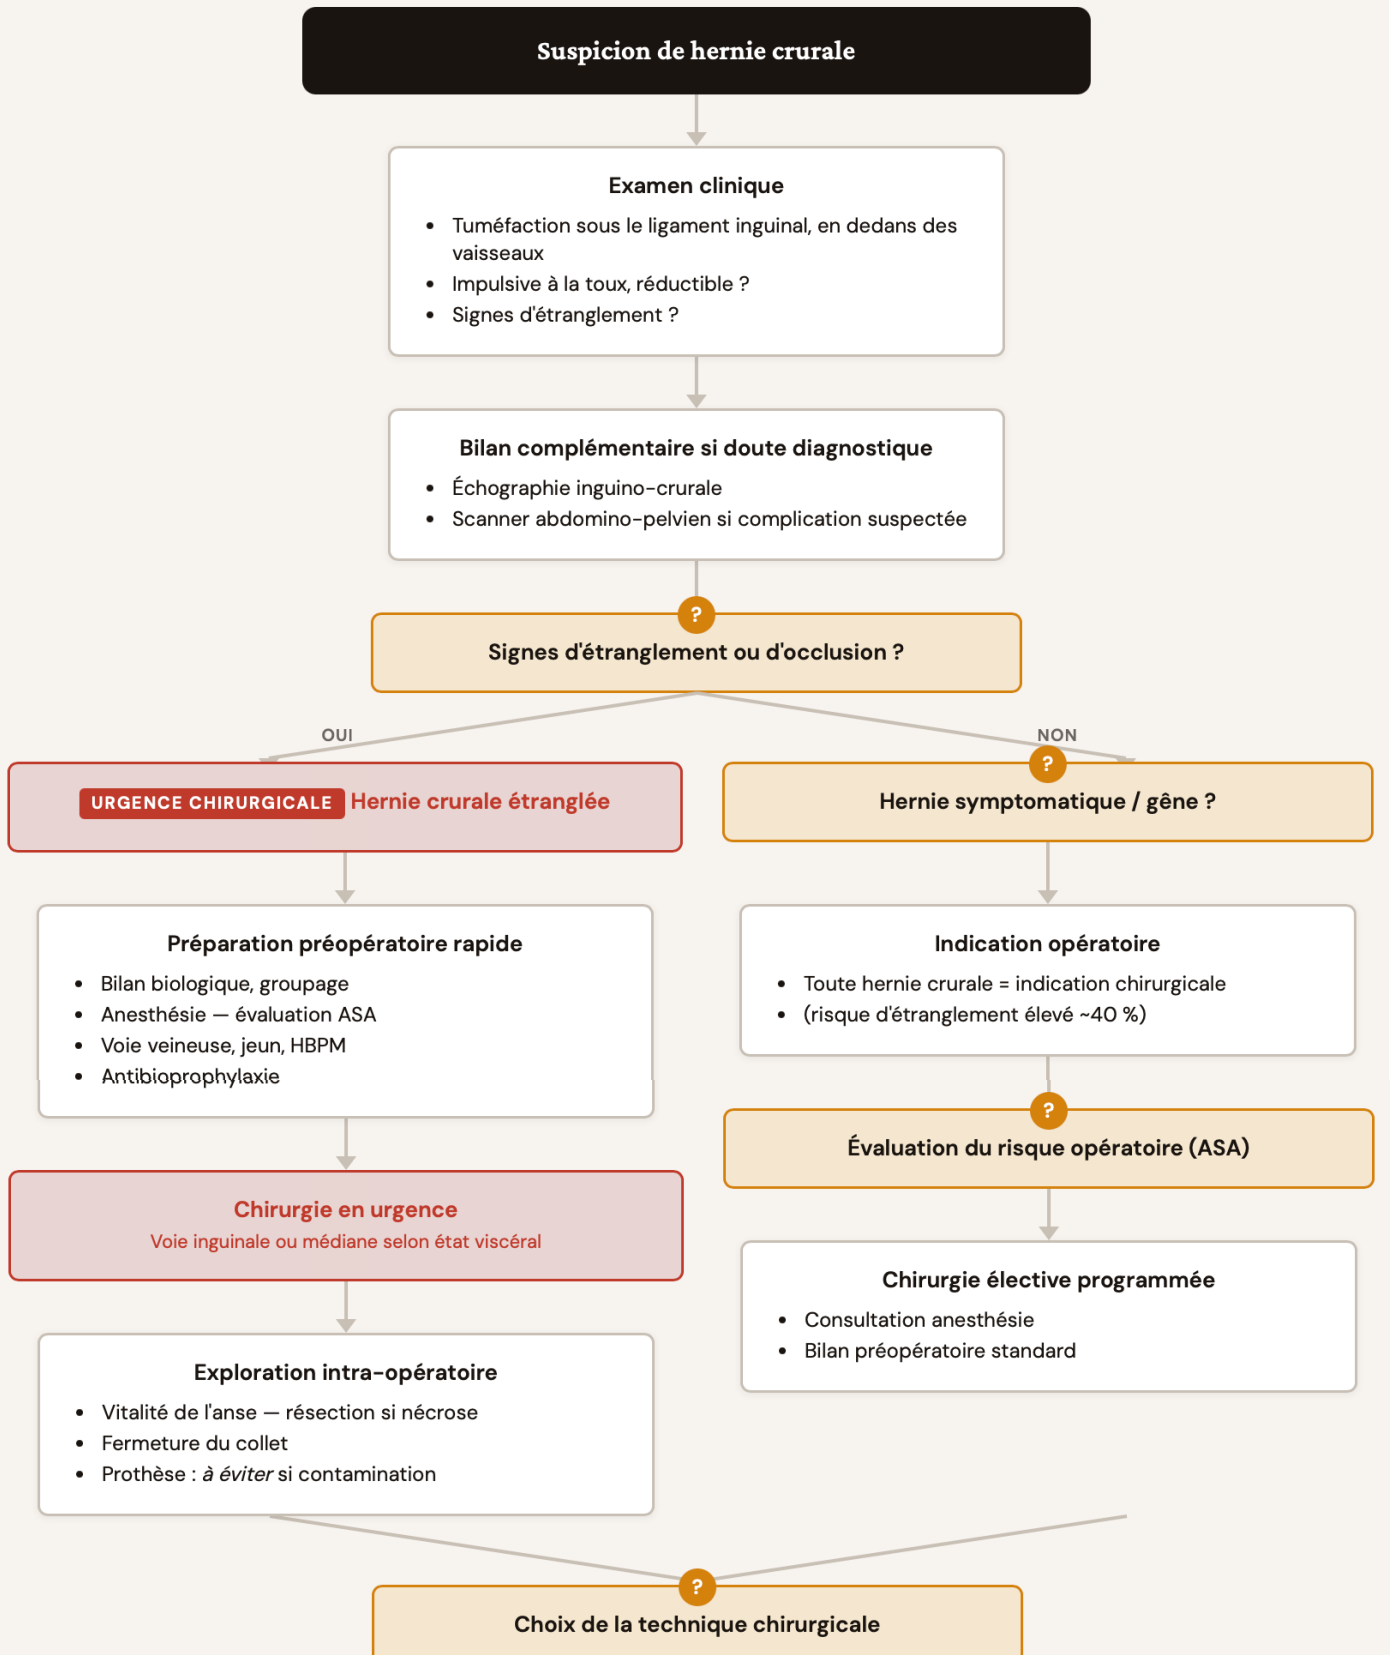 Suspicion de hernie crurale
Examen clinique
• Tuméfaction sous le ligament inguinal, en dedans des
vaisseaux
• Impulsive à la toux, réductible ?
• Signes d'étranglement ?
Bilan complémentaire si doute diagnostique
• Échographie inguino-crurale
• Scanner abdomino-pelvien si complication suspectée
?
Signes d'étranglement ou d'occlusion ?
OUI
NON
URGENCE CHIRURGICALE Hernie crurale étranglée
Préparation préopératoire rapide
• Bilan biologique, groupage
• Anesthésie — évaluation ASA
• Voie veineuse, jeun, HBPM
• Antibioprophylaxie
Chirurgie en urgence
Voie inguinale ou médiane selon état viscéral
Exploration intra-opératoire
• Vitalité de l'anse — résection si nécrose
• Fermeture du collet
• Prothèse : à éviter si contamination
?
Hernie symptomatique / gêne ?
Indication opératoire
• Toute hernie crurale = indication chirurgicale
• (risque d'étranglement élevé ~40 %)
?
Évaluation du risque opératoire (ASA)
Chirurgie élective programmée
• Consultation anesthésie
• Bilan préopératoire standard
?
Choix de la technique chirurgicale